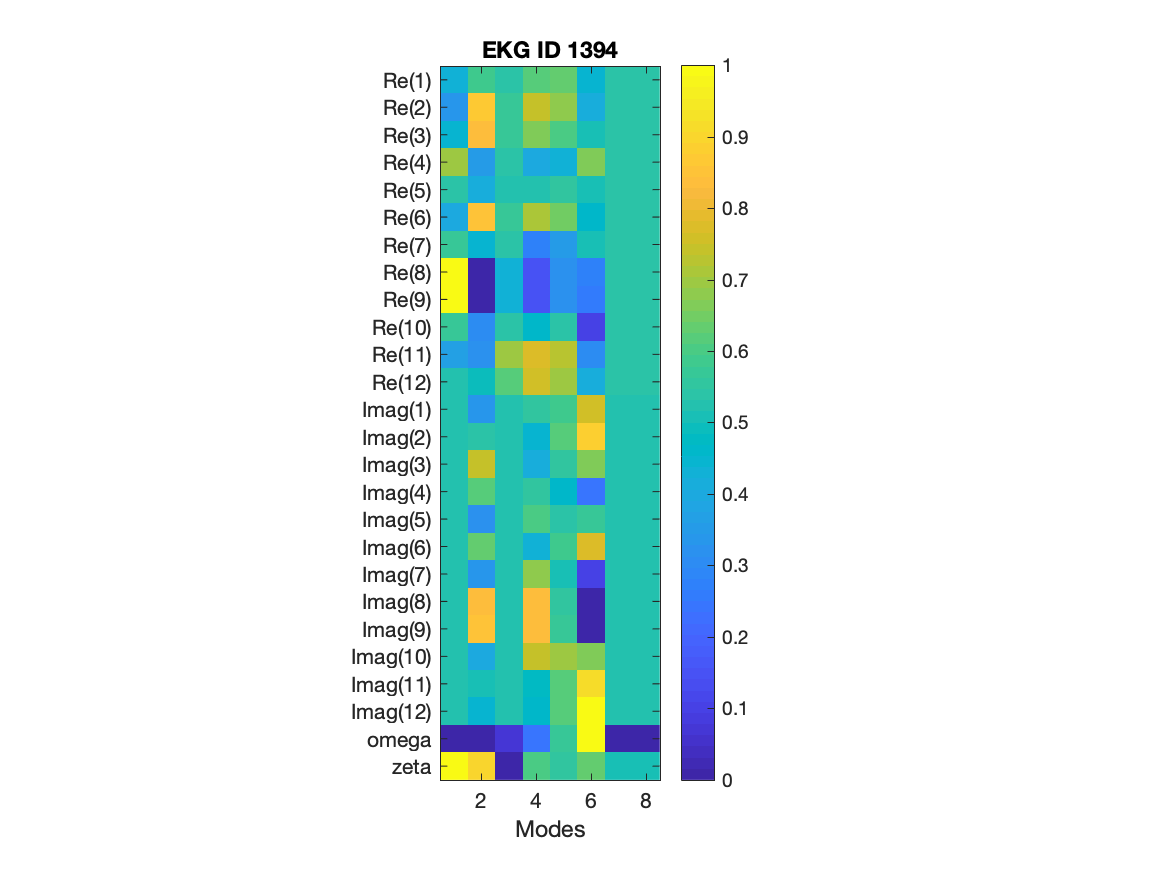 EKG ID 1394
Re(1)
Re(2)
Re(3)
Re(4)
Re(5)
Re(6)
Re(7)
Re(8)
Re(9)
Re(10)
Re(11)
Re(12)
Imag(1)
Imag(2)
Imag(3)
Imag(4)
Imag(5)
Imag(6)
Imag(7)
Imag(8)
Imag(9)
Imag(10)
Imag(11)
Imag(12)
omega
zeta
2 4 6 8
Modes
1
0.9
0.8
0.7
0.6
0.5
0.4
0.3
0.2
0.1
0